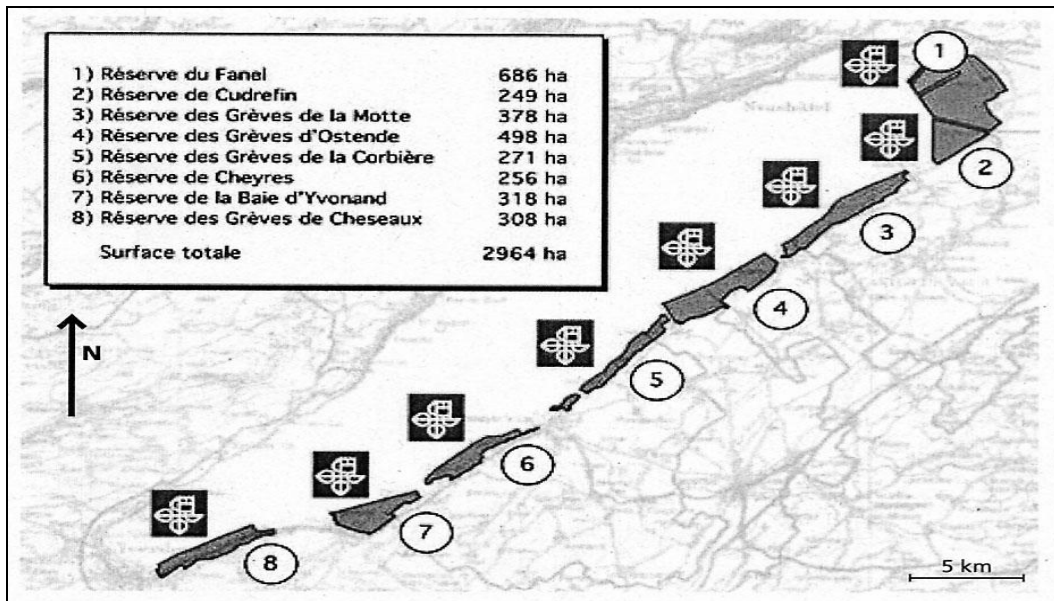 1) Réserve du Fanel 686 ha
2) Réserve de Cudrefin 249 ha
3) Réserve des Grèves de la Motte 378 ha
4) Réserve des Grèves d'Ostende 498 ha
5) Réserve des Grèves de la Corbière 271 ha
6) Réserve de Cheyres 256 ha
7) Réserve de la Baie d'Yvonand 318 ha
8) Réserve des Grèves de Cheseaux 308 ha
Surface totale 2964 ha
1
Neuchâtel
2
3
4
N
5
6
7
8
5 km